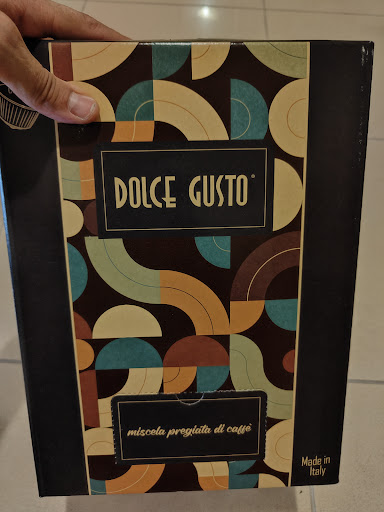 DOLCE GUSTO®
miscela pregiata di caffè
Made in
Italy